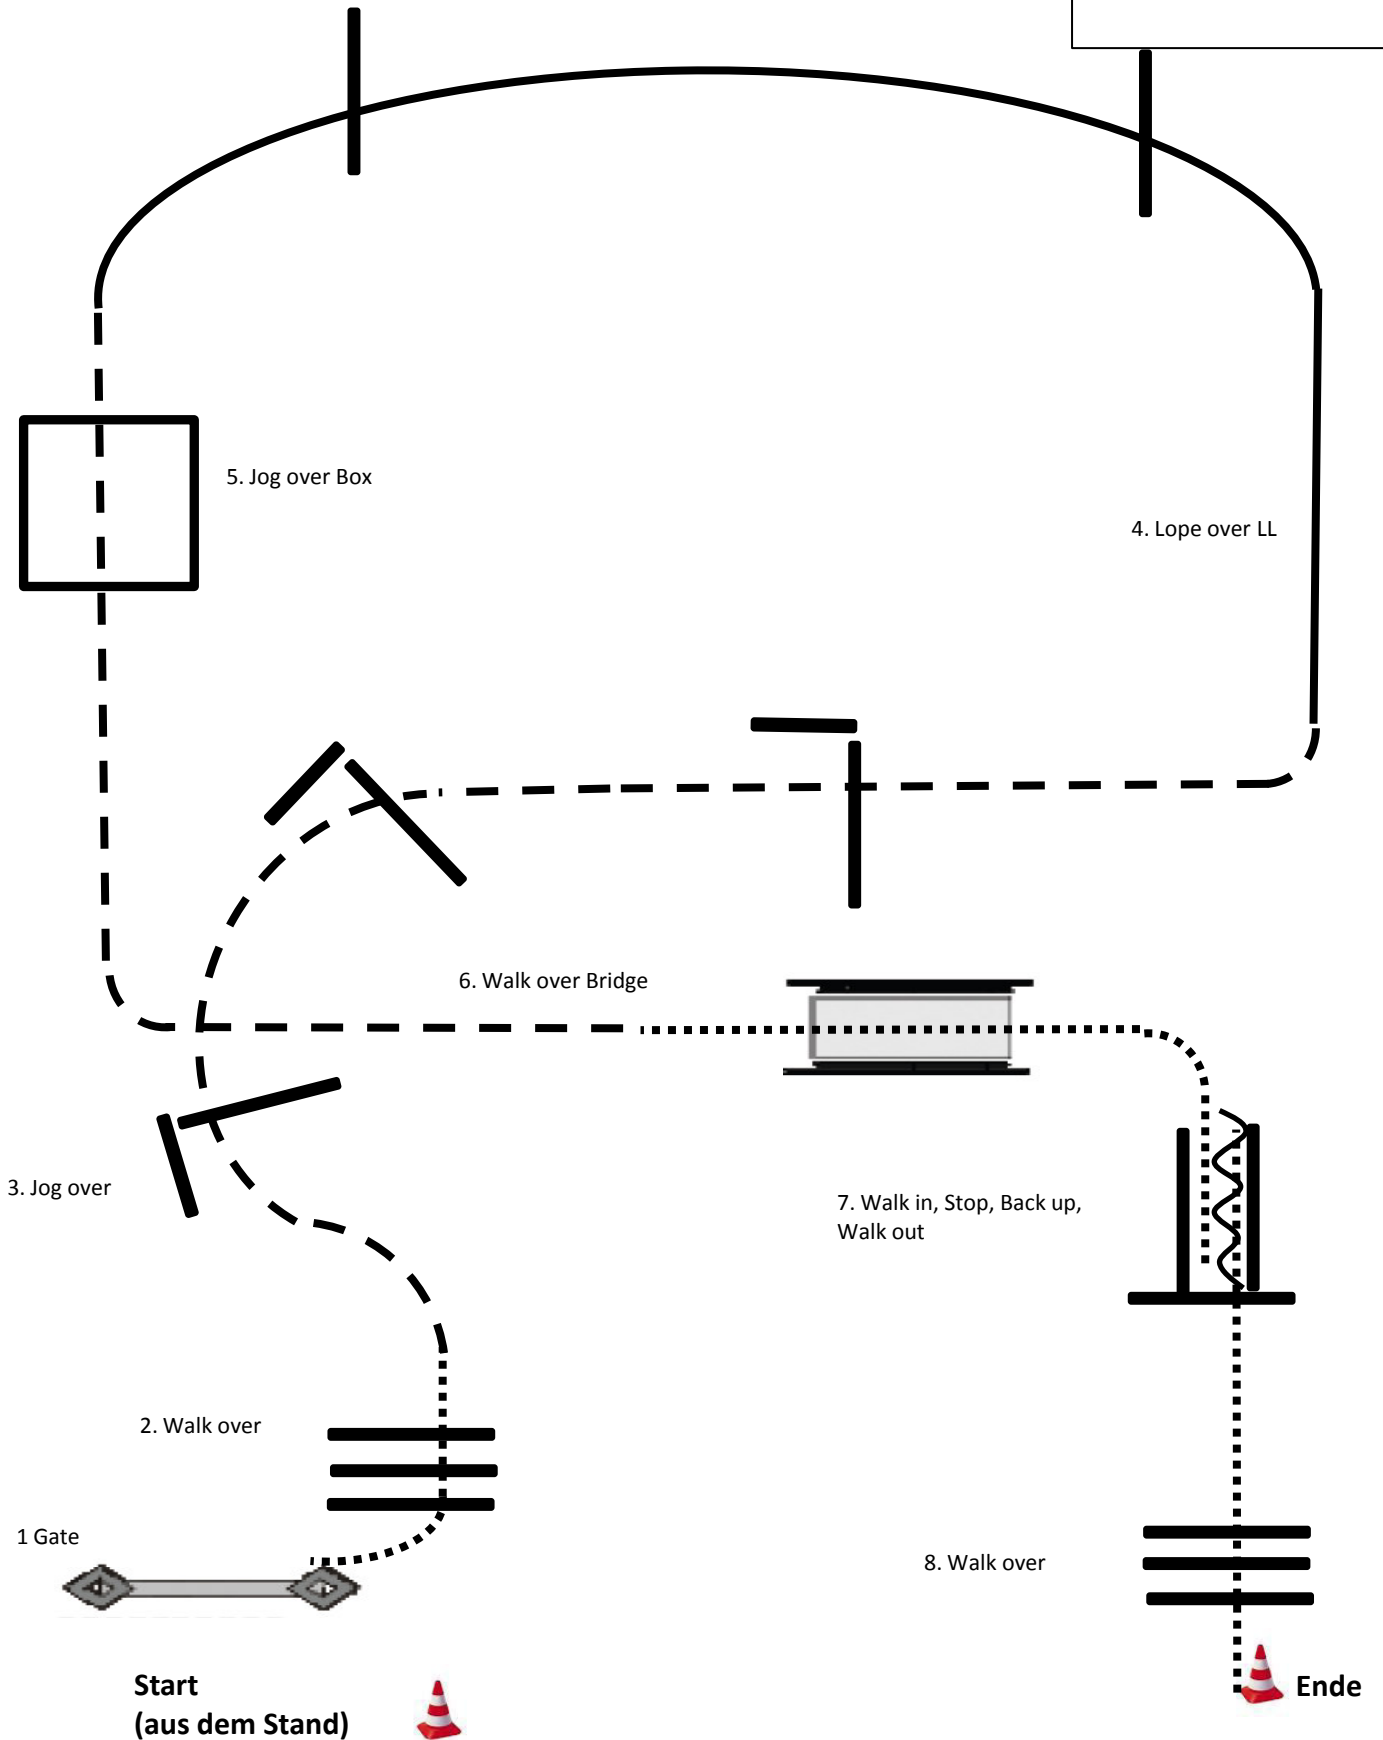 5. Jog over Box
4. Lope over LL
6. Walk over Bridge
3. Jog over
7. Walk in, Stop, Back up,
Walk out
2. Walk over
1 Gate
8. Walk over
Start
(aus dem Stand)
Ende